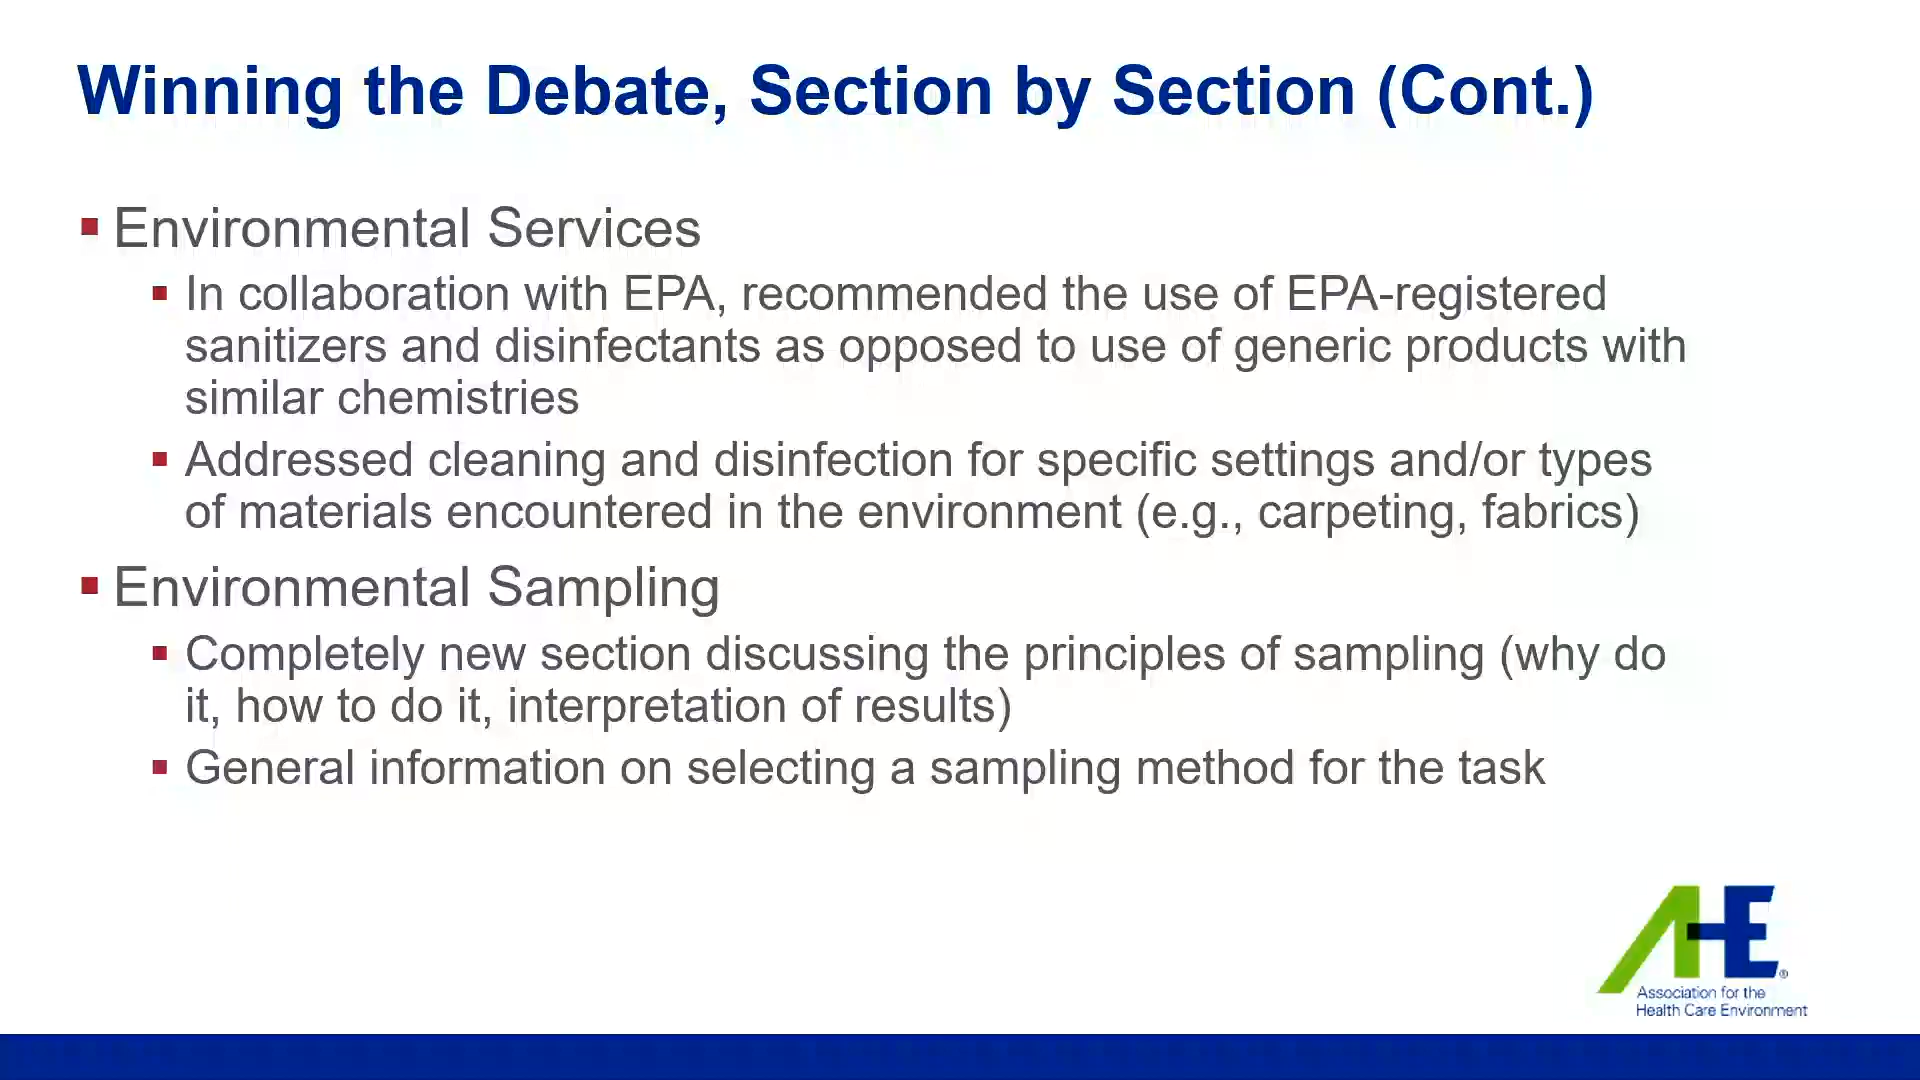 Winning the Debate, Section by Section (Cont.)
▪ Environmental Services
▪ In collaboration with EPA, recommended the use of EPA-registered
sanitizers and disinfectants as opposed to use of generic products with
similar chemistries
▪ Addressed cleaning and disinfection for specific settings and/or types
of materials encountered in the environment (e.g., carpeting, fabrics)
▪ Environmental Sampling
▪ Completely new section discussing the principles of sampling (why do
it, how to do it, interpretation of results)
▪ General information on selecting a sampling method for the task
AHE®
Association for the
Health Care Environment